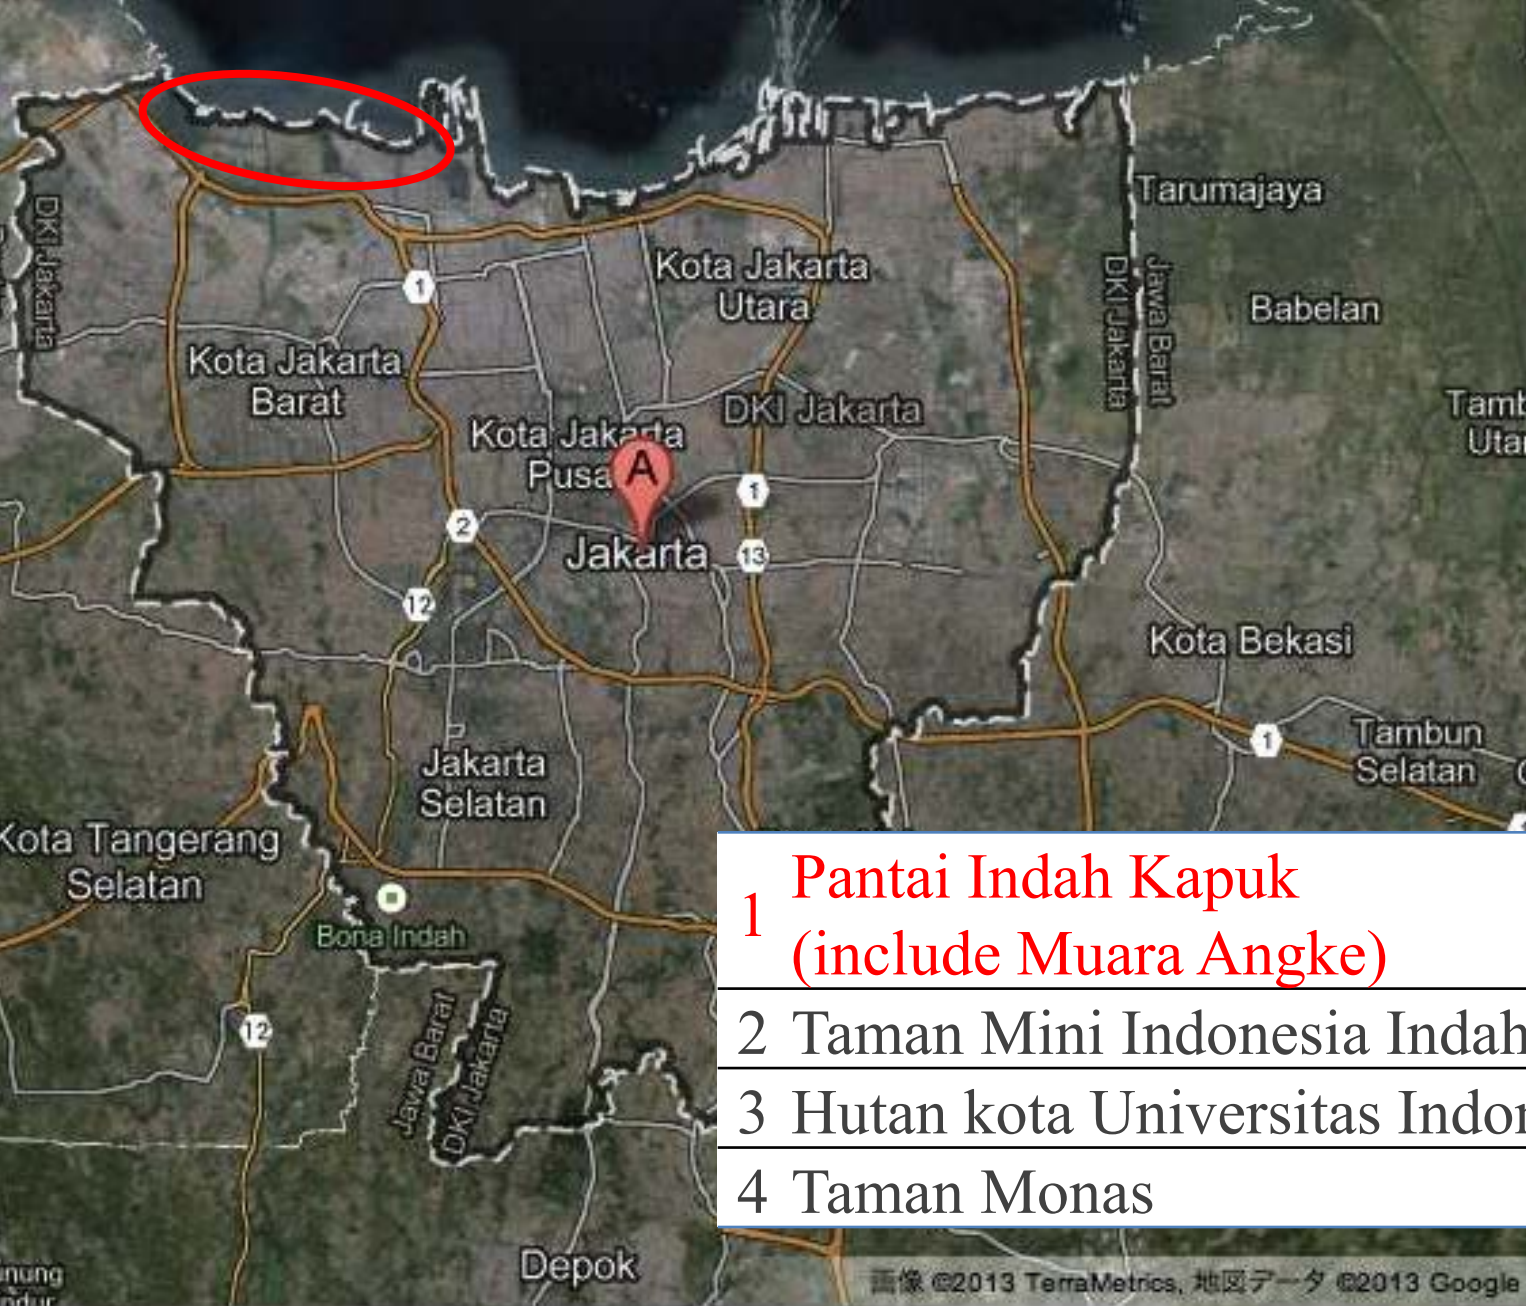 Tarumajaya
DKI Jakarta
Kota Jakarta
Utara
DKI Jakarta
Jawa Barat
Babelan
Kota Jakarta
Barat
DKI Jakarta
Kota Jakarta
A
1
1
2
13
12
Jakarta
Kota Bekasi
1
Tambun
Selatan
Jakarta
Selatan
Kota Tangerang
Selatan
Bona Indah
12
Jawa Barat
DKI Jakarta
1 Pantai Indah Kapuk
(include Muara Angke)
2 Taman Mini Indonesia Indah
3 Hutan kota Universitas
4 Taman Monas
Depok
画像 ©2013 TerraMetrics, 地図データ ©2013 Google